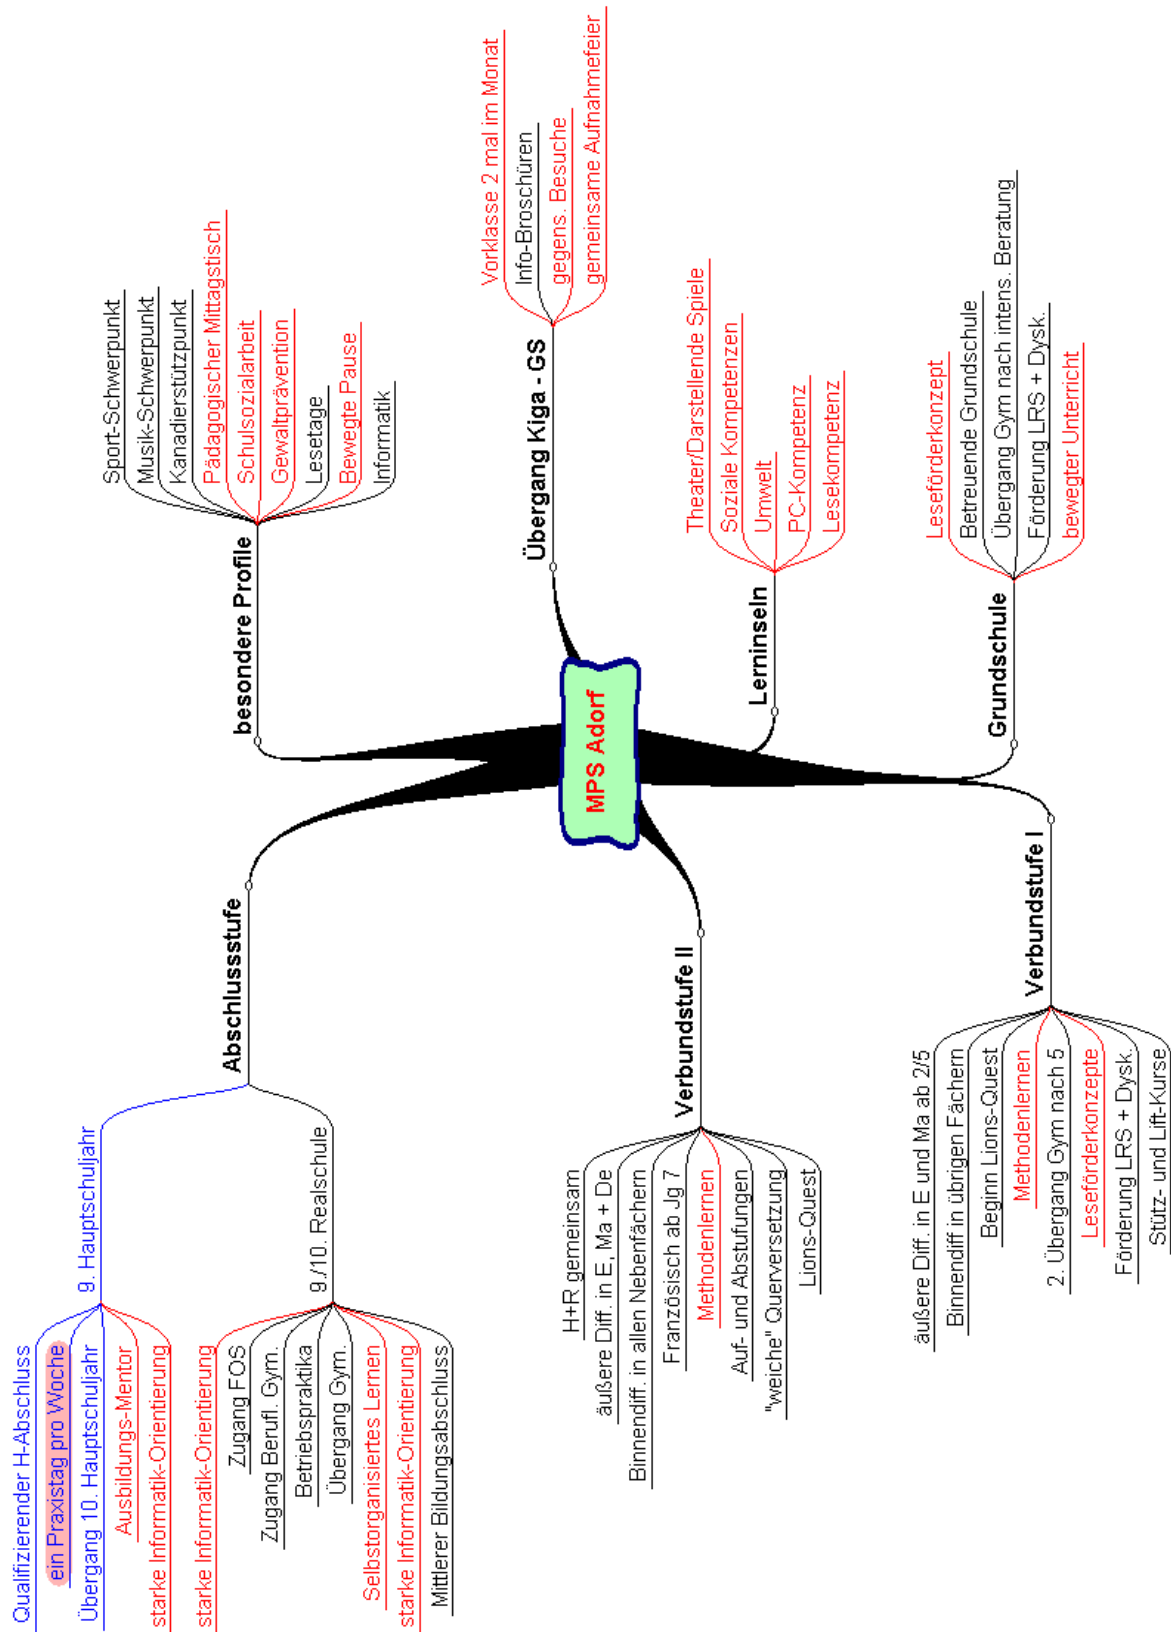 MPS Adorf
Abschlussstufe
9. Hauptschuljahr
Qualifizierender H-Abschluss
ein Praxistag pro Woche
Übergang 10. Hauptschuljahr
Ausbildungs-Mentor
starke Informatik-Orientierung
9./10. Realschule
starke Informatik-Orientierung
Zugang FOS
Zugang Berufl. Gym.
Betriebspraktika
Übergang Gym.
Selbstorganisiertes Lernen
starke Informatik-Orientierung
Mittlerer Bildungsabschluss
Verbundstufe II
H+R gemeinsam
äußere Diff. in E, Ma + De
Binnendiff. in allen Nebenfächern
Französisch ab Jg 7
Methodenlernen
Auf- und Abstufungen
"weiche" Querversetzung
Lions-Quest
Verbundstufe I
äußere Diff. in E und Ma ab 2/5
Binnendiff in übrigen Fächern
Beginn Lions-Quest
Methodenlernen
2. Übergang Gym nach 5
Leseförderkonzepte
Förderung LRS + Dysk.
Stütz- und Lift-Kurse
besondere Profile
Sport-Schwerpunkt
Musik-Schwerpunkt
Kanadierstützpunkt
Pädagogischer Mittagstisch
Schulsozialarbeit
Gewaltprävention
Lesetage
Bewegte Pause
Informatik
Übergang Kiga - GS
Vorklasse 2 mal im Monat
Info-Broschüren
gegens. Besuche
gemeinsame Aufnahmefeier
Lerninseln
Theater/Darstellende Spiele
Soziale Kompetenzen
Umwelt
PC-Kompetenz
Lesekompetenz
Grundschule
Leseförderkonzept
Betreuende Grundschule
Übergang Gym nach intens. Beratung
Förderung LRS + Dysk.
bewegter Unterricht